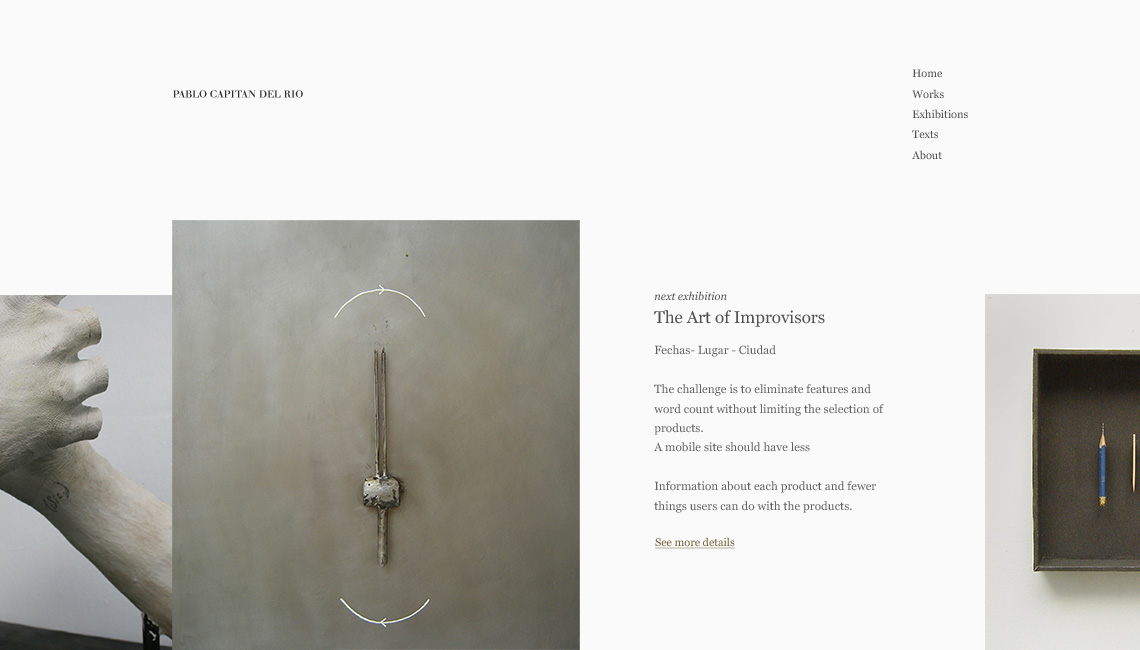 PABLO CAPITAN DEL RIO
Home
Works
Exhibitions
Texts
About
next exhibition
The Art of Improvisors
Fechas- Lugar - Ciudad
The challenge is to eliminate features and
word count without limiting the selection of
products.
A mobile site should have less
Information about each product and fewer
things users can do with the products.
See more details